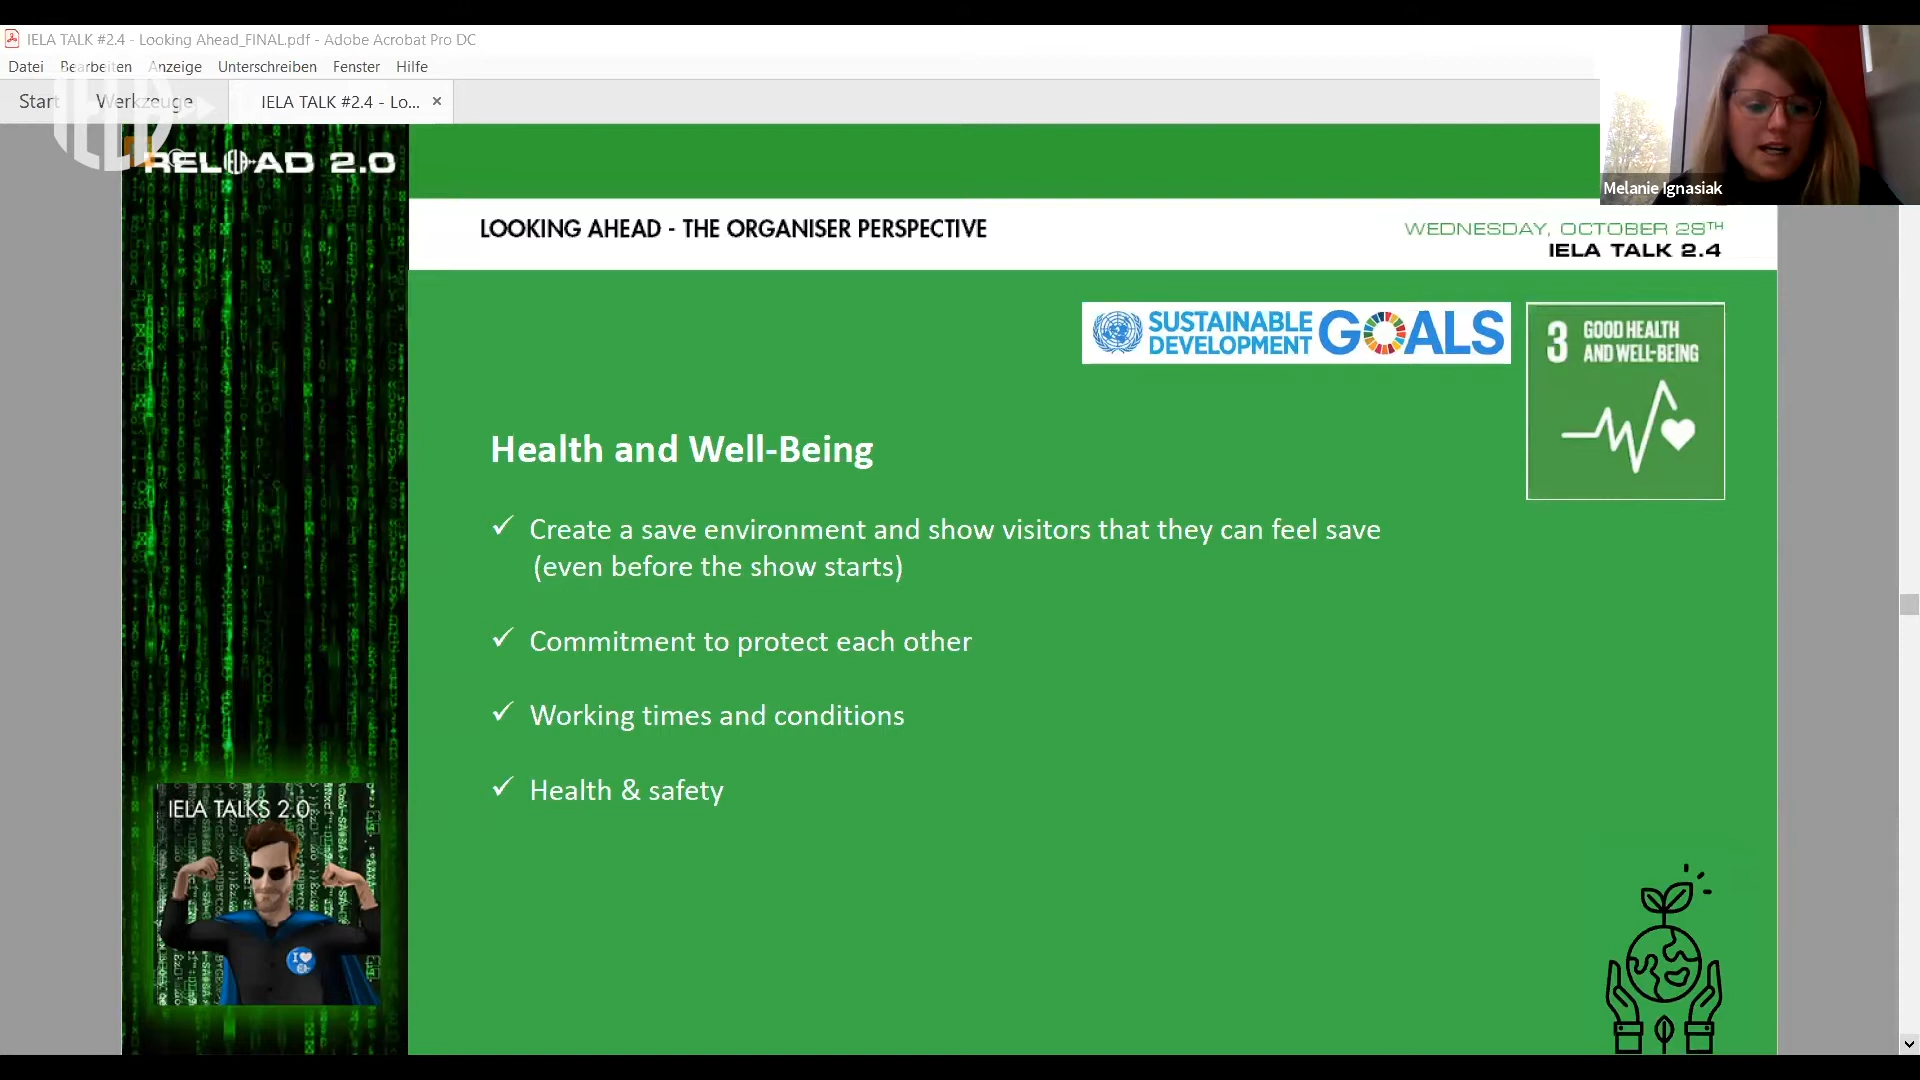 IELA TALK #2.4 - Looking Ahead_FINAL.pdf - Adobe Acrobat Pro DC
Datei Bearbeiten Anzeige Unterschreiben Fenster Hilfe
Start Werkzeuge IELA TALK #2.4 - Lo... ×
IELA
RELOAD 2.0
Melanie Ignasiak
LOOKING AHEAD - THE ORGANISER PERSPECTIVE
WEDNESDAY, OCTOBER 28TH
IELA TALK 2.4
SUSTAINABLE
DEVELOPMENT
GOALS
3 GOOD HEALTH
AND WELL-BEING
Health and Well-Being
✓ Create a save environment and show visitors that they can feel save
(even before the show starts)
✓ Commitment to protect each other
✓ Working times and conditions
✓ Health & safety
IELA TALKS 2.0